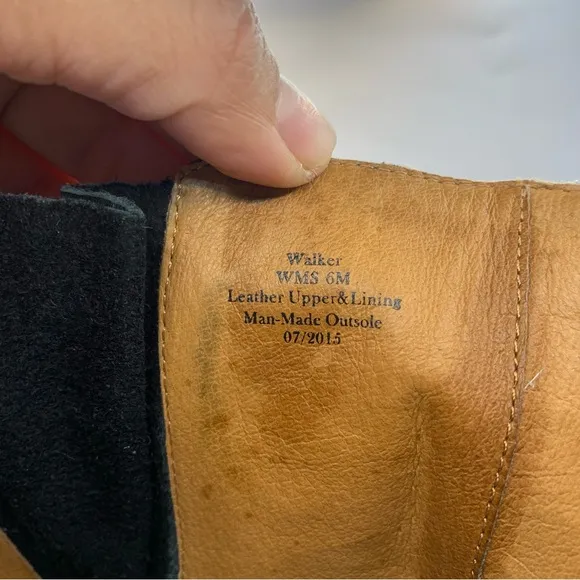 Walker
WMS 6M
Leather Upper&Lining
Man-Made Outsole
07/2015